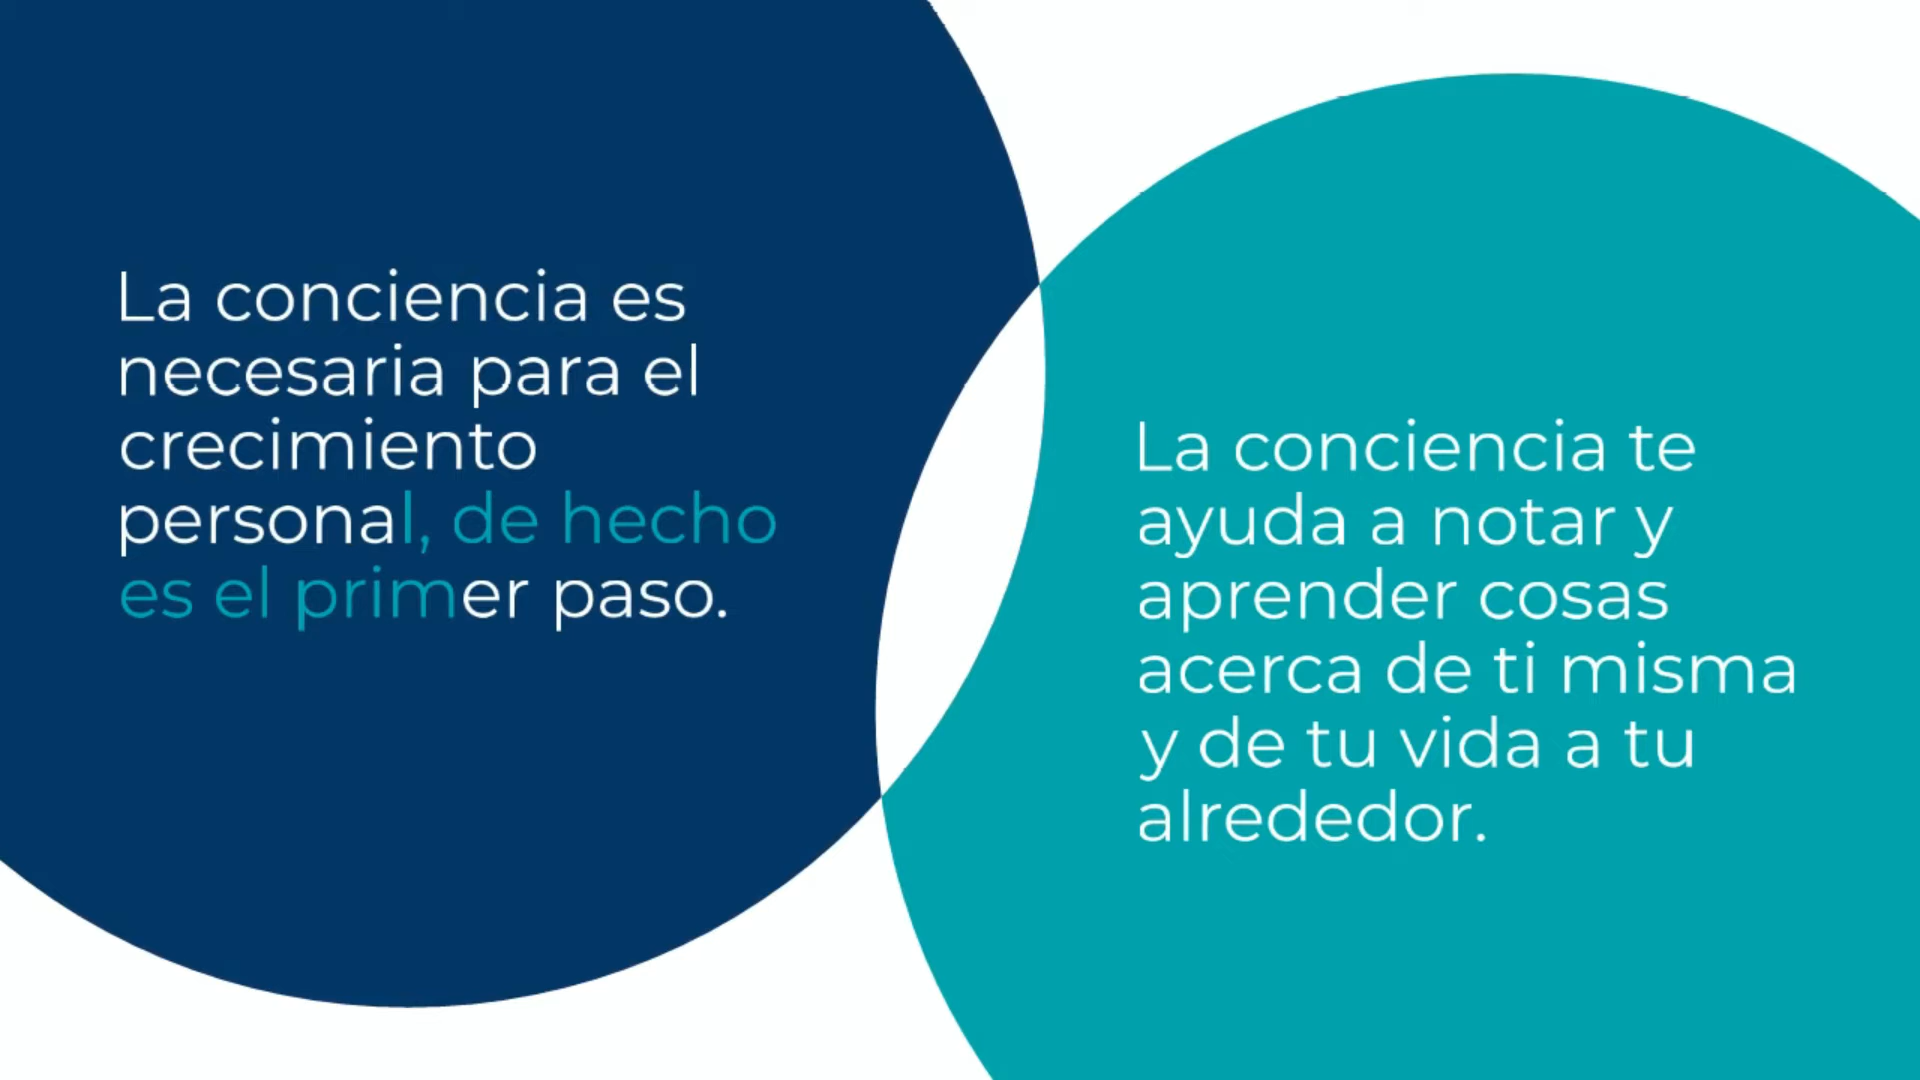 La conciencia es
necesaria para el
crecimiento
personal, de hecho
es el primer paso.
La conciencia te
ayuda a notar y
aprender cosas
acerca de ti misma
y de tu vida a tu
alrededor.